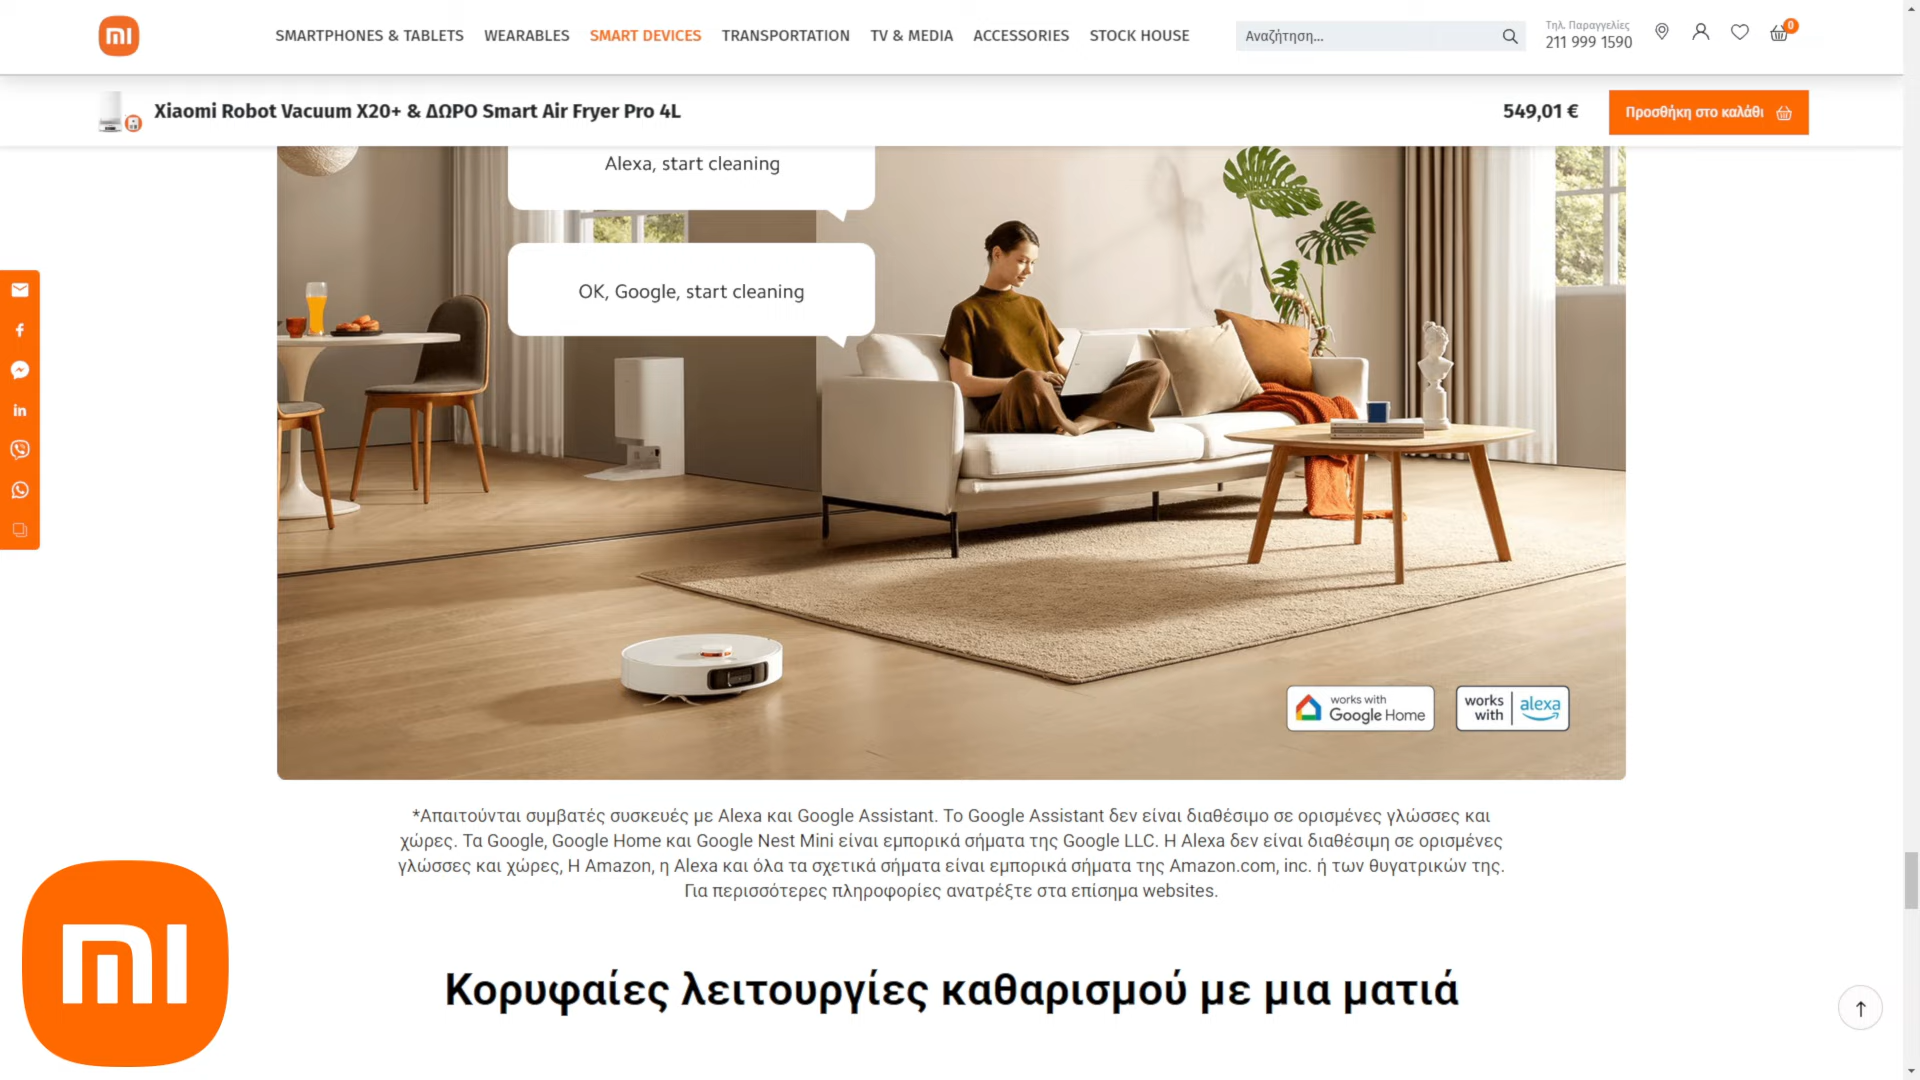 SMARTPHONES & TABLETS WEARABLES SMART DEVICES TRANSPORTATION TV & MEDIA ACCESSORIES STOCK HOUSE
Αναζήτηση...
Τηλ. Παραγγελίες
211 999 1590
0
Xiaomi Robot Vacuum X20+ & ΔΩΡΟ Smart Air Fryer Pro 4L
549,01 €
Προσθήκη στο καλάθι
Alexa, start cleaning
OK, Google, start cleaning
works with
Google Home
works with
alexa
*Απαιτούνται συμβατές συσκευές με Alexa και Google Assistant. Το Google Assistant δεν είναι διαθέσιμο σε ορισμένες γλώσσες και
χώρες. Τα Google, Google Home και Google Nest Mini είναι εμπορικά σήματα της Google LLC. Η Alexa δεν είναι διαθέσιμη σε ορισμένες
γλώσσες και χώρες, Η Amazon, η Alexa και όλα τα σχετικά σήματα είναι εμπορικά σήματα της Amazon.com, inc. ή των θυγατρικών της.
Για περισσότερες πληροφορίες ανατρέξτε στα επίσημα websites.
Κορυφαίες λειτουργίες καθαρισμού με μια ματιά